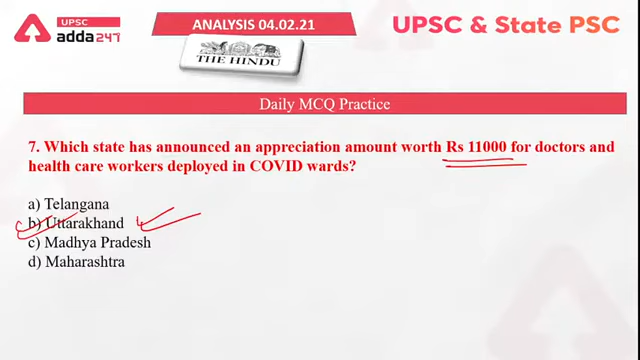 UPSC
adda247
ANALYSIS 04.02.21
THE HINDU
UPSC & State PSC
Daily MCQ Practice
7. Which state has announced an appreciation amount worth Rs 11000 for doctors and
health care workers deployed in COVID wards?
a) Telangana
b) Uttarakhand
c) Madhya Pradesh
d) Maharashtra